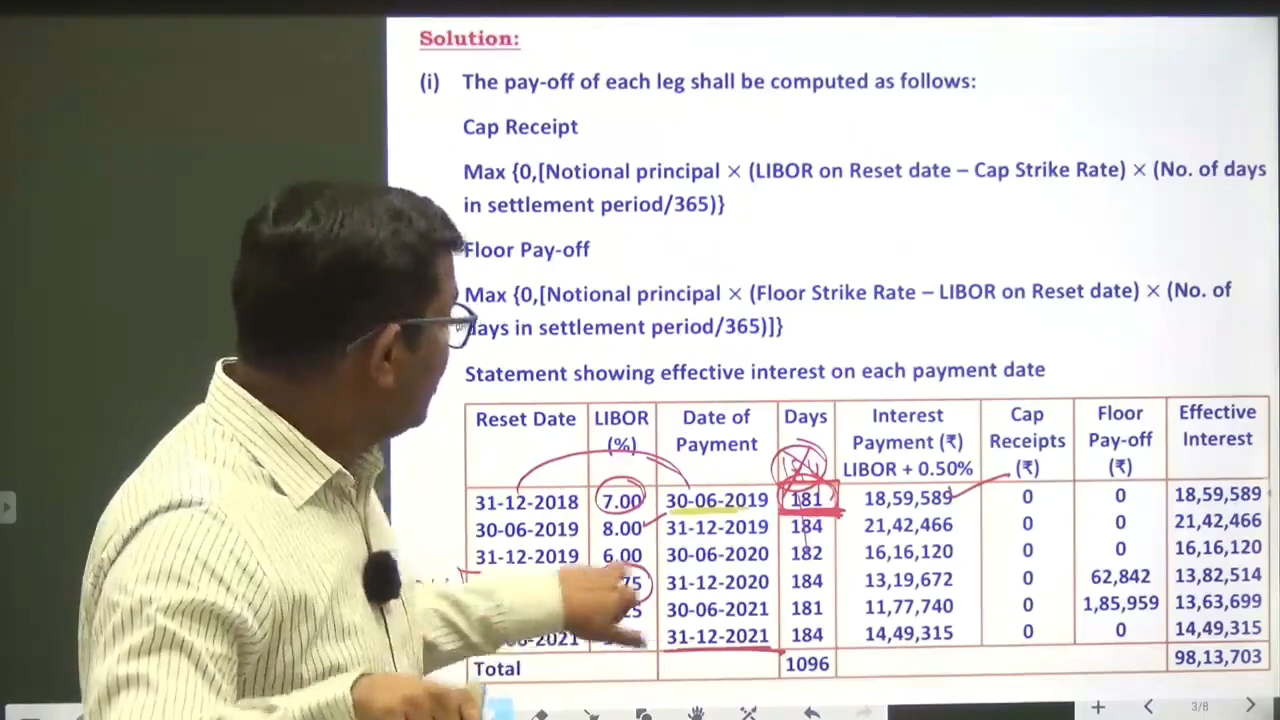 Solution:
(i) The pay-off of each leg shall be computed as follows:
Cap Receipt
Max {0,[Notional principal × (LIBOR on Reset date – Cap Strike Rate) × (No. of days
in settlement period/365)}
Floor Pay-off
Max {0,[Notional principal × (Floor Strike Rate – LIBOR on Reset date) × (No. of
days in settlement period/365)]}
Statement showing effective interest on each payment date
Reset Date LIBOR (%) Date of Payment Days Interest Payment (₹) LIBOR + 0.50% Cap Receipts (₹) Floor Pay-off (₹) Effective Interest
31-12-2018 7.00 30-06-2019 181 18,59,589 0 0 18,59,589
30-06-2019 8.00 31-12-2019 184 21,42,466 0 0 21,42,466
31-12-2019 6.00 30-06-2020 182 16,16,120 0 0 16,16,120
75 31-12-2020 184 13,19,672 0 62,842 13,82,514
25 30-06-2021 181 11,77,740 0 1,85,959 13,63,699
-2021 31-12-2021 184 14,49,315 0 0 14,49,315
Total 1096 98,13,703
3/8